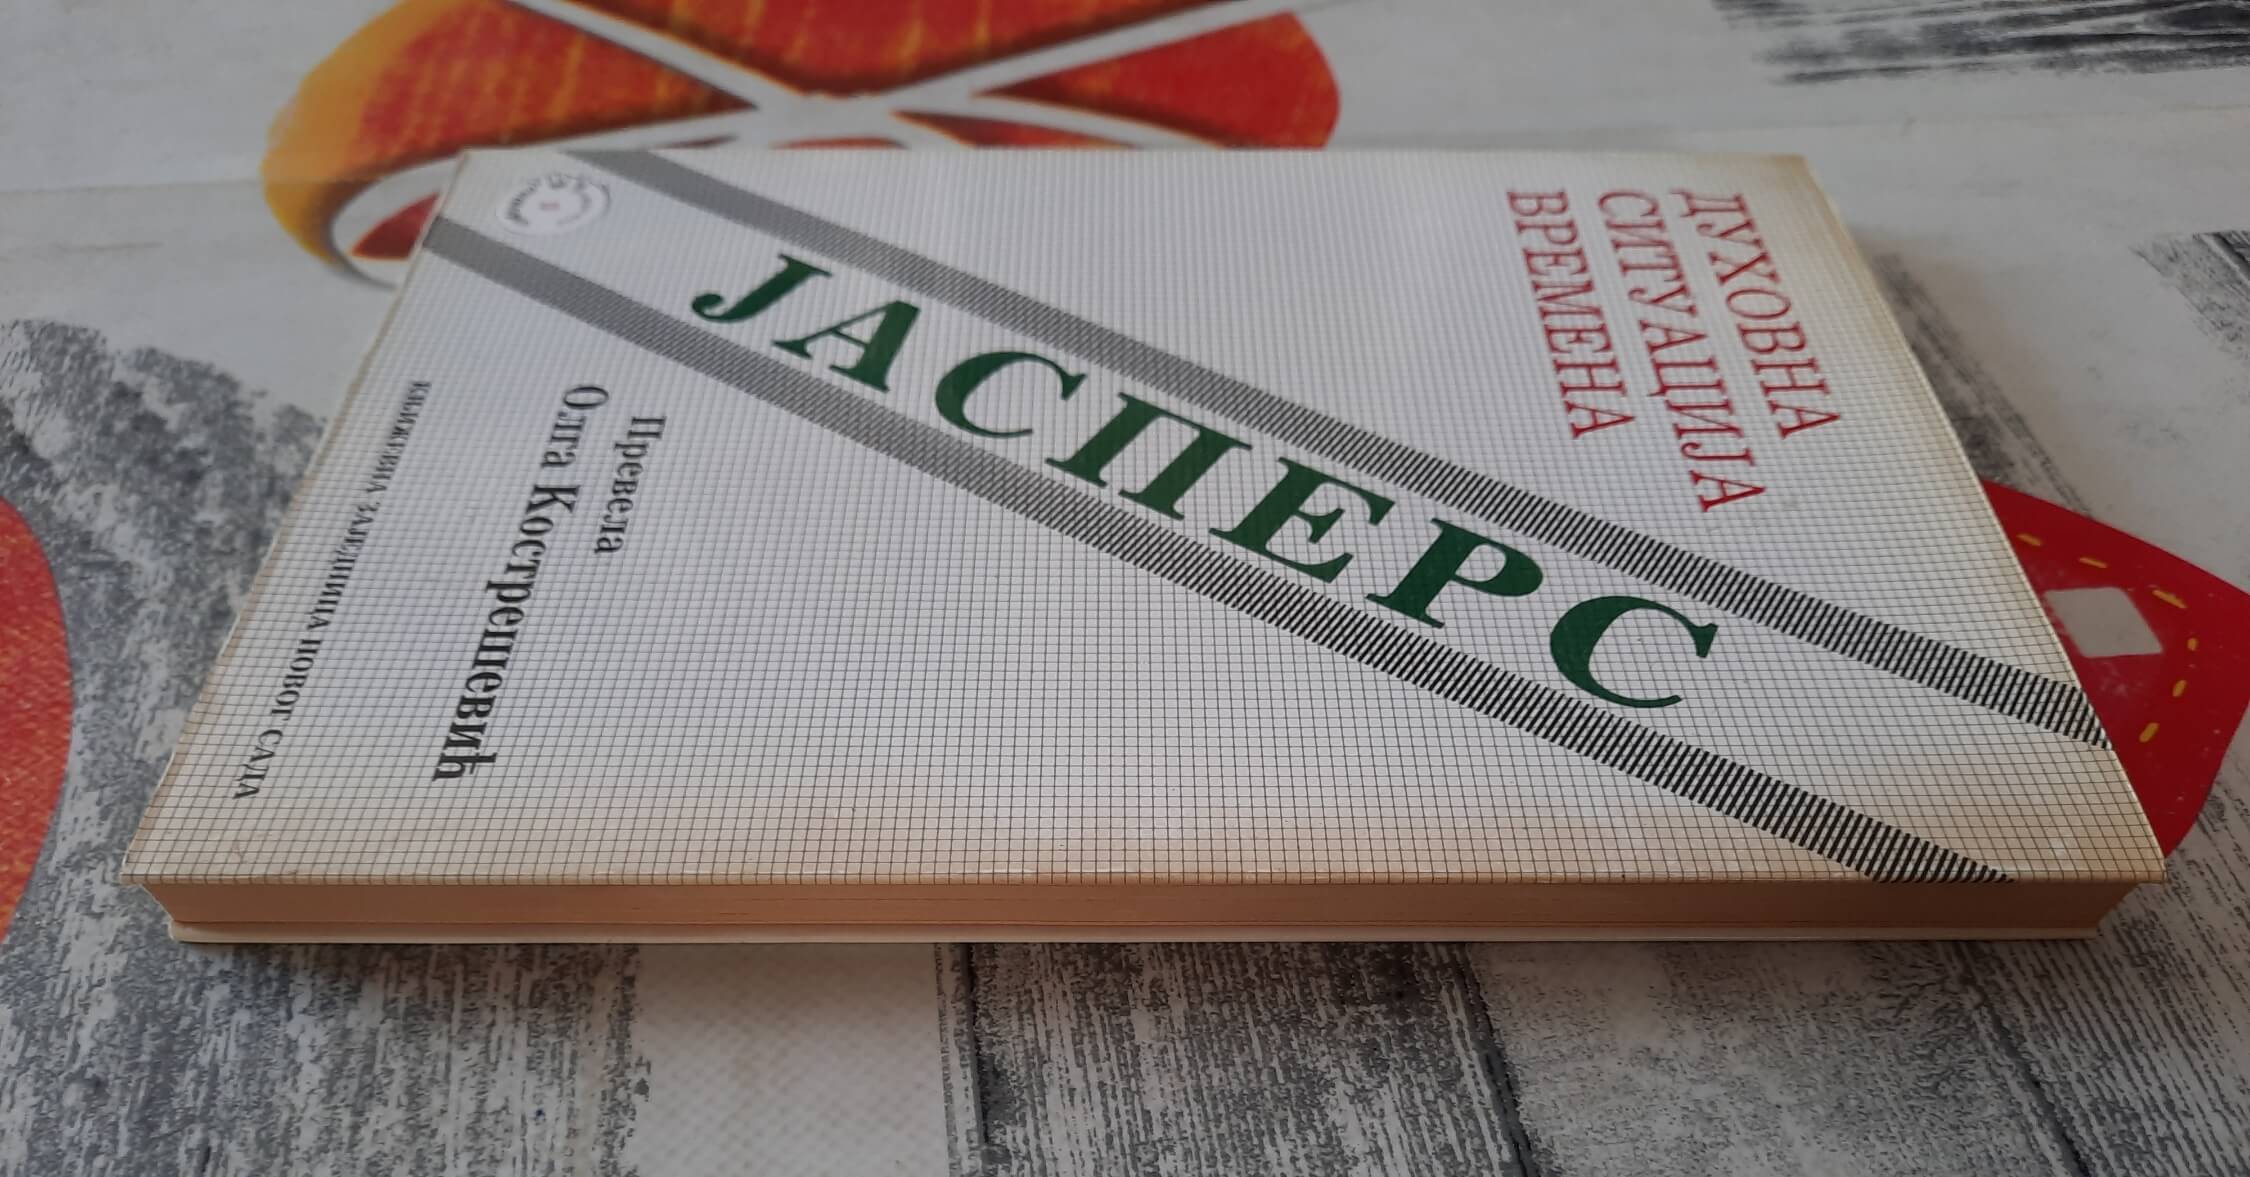 ДУХОВНА
СИТУАЦИЈА
ВРЕМЕНА
ЈАСПЕРС
Превела
Олга Кострешевић
КЊИЖЕВНА ЗАЈЕДНИЦА НОВОГ САДА